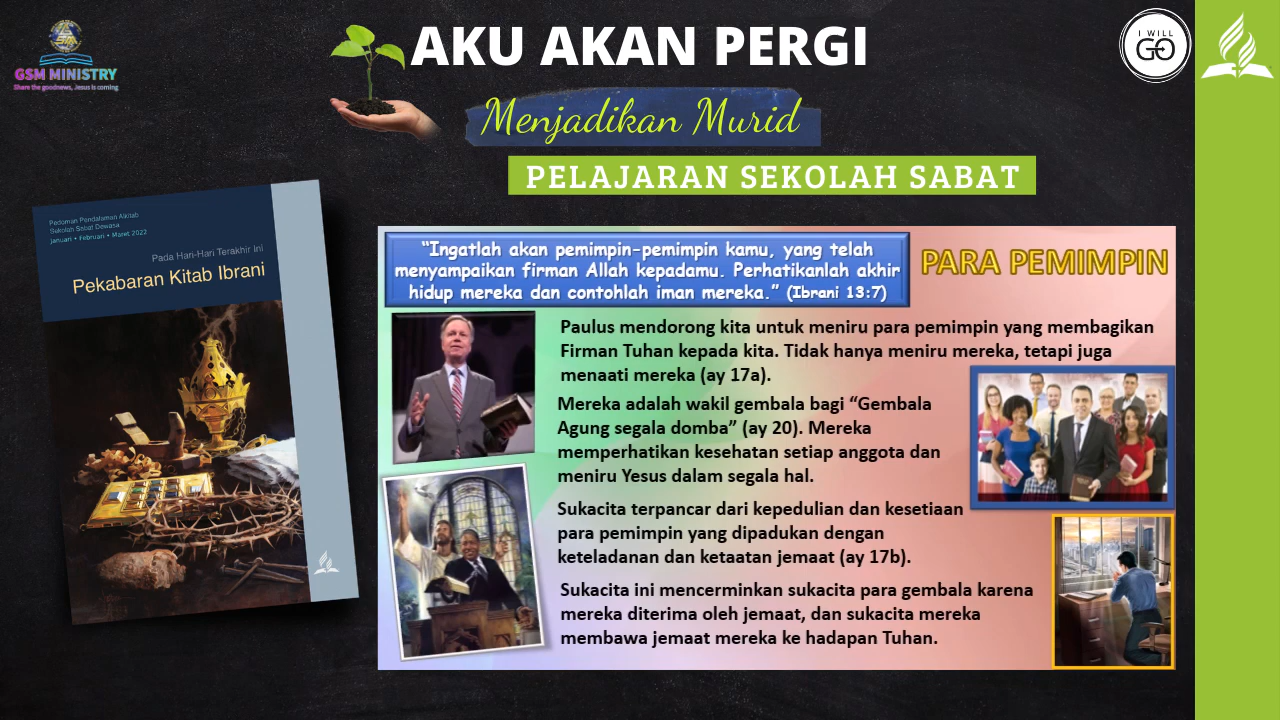 GSM MINISTRY
Share the goodnews, Jesus is coming
AKU AKAN PERGI
Menjadikan Murid
PELAJARAN SEKOLAH SABAT
I WILL
GO
Pedoman Pendalaman Alkitab
Sekolah Sabat Dewasa
Januari • Februari • Maret 2022
Pada Hari-Hari Terakhir Ini
Pekabaran Kitab Ibrani
“Ingatlah akan pemimpin-pemimpin kamu, yang telah
menyampaikan firman Allah kepadamu. Perhatikanlah akhir
hidup mereka dan contohlah iman mereka.” (Ibrani 13:7)
PARA PEMIMPIN
Paulus mendorong kita untuk meniru para pemimpin yang membagikan
Firman Tuhan kepada kita. Tidak hanya meniru mereka, tetapi juga
menaati mereka (ay 17a).
Mereka adalah wakil gembala bagi “Gembala
Agung segala domba” (ay 20). Mereka
memperhatikan kesehatan setiap anggota dan
meniru Yesus dalam segala hal.
Sukacita terpancar dari kepedulian dan kesetiaan
para pemimpin yang dipadukan dengan
keteladanan dan ketaatan jemaat (ay 17b).
Sukacita ini mencerminkan sukacita para gembala karena
mereka diterima oleh jemaat, dan sukacita mereka
membawa jemaat mereka ke hadapan Tuhan.